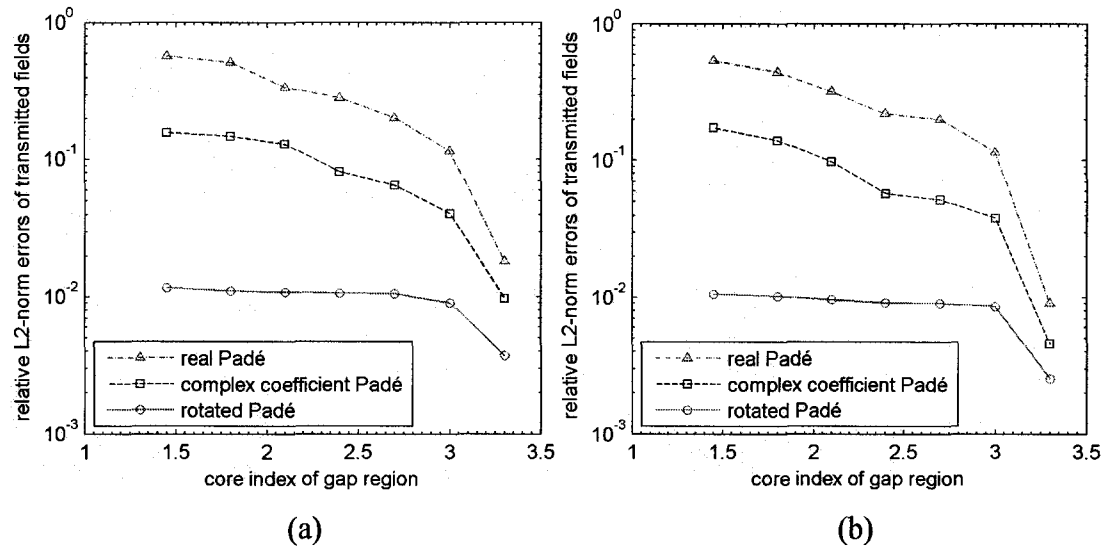 relative L2-norm errors of transmitted fields
10^0
10^-1
10^-2
10^-3
real Padé
complex coefficient Padé
rotated Padé
1 1.5 2 2.5 3 3.5
core index of gap region
(a)
relative L2-norm errors of transmitted fields
10^0
10^-1
10^-2
10^-3
real Padé
complex coefficient Padé
rotated Padé
1 1.5 2 2.5 3 3.5
core index of gap region
(b)